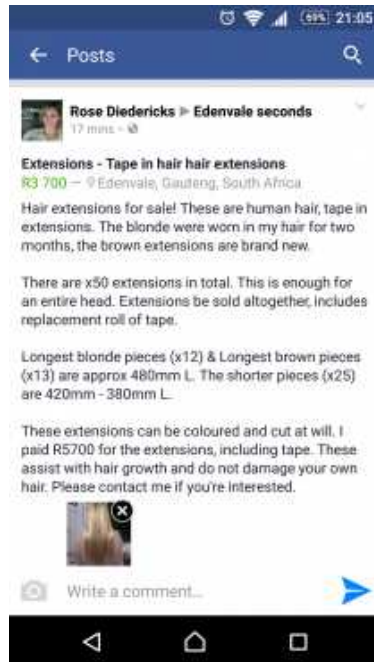 69% 21:05
Posts
Rose Diedericks ▶ Edenvale seconds
17 mins •
Extensions - Tape in hair hair extensions
R3 700 — Edenvale, Gauteng, South Africa
Hair extensions for sale! These are human hair, tape in
extensions. The blonde were worn in my hair for two
months, the brown extensions are brand new.
There are x50 extensions in total. This is enough for
an entire head. Extensions be sold altogether, includes
replacement roll of tape.
Longest blonde pieces (x12) & Longest brown pieces
(x13) are approx 480mm L. The shorter pieces (x25)
are 420mm - 380mm L.
These extensions can be coloured and cut at will. I
paid R5700 for the extensions, including tape. These
assist with hair growth and do not damage your own
hair. Please contact me if you're interested.
Write a comment...